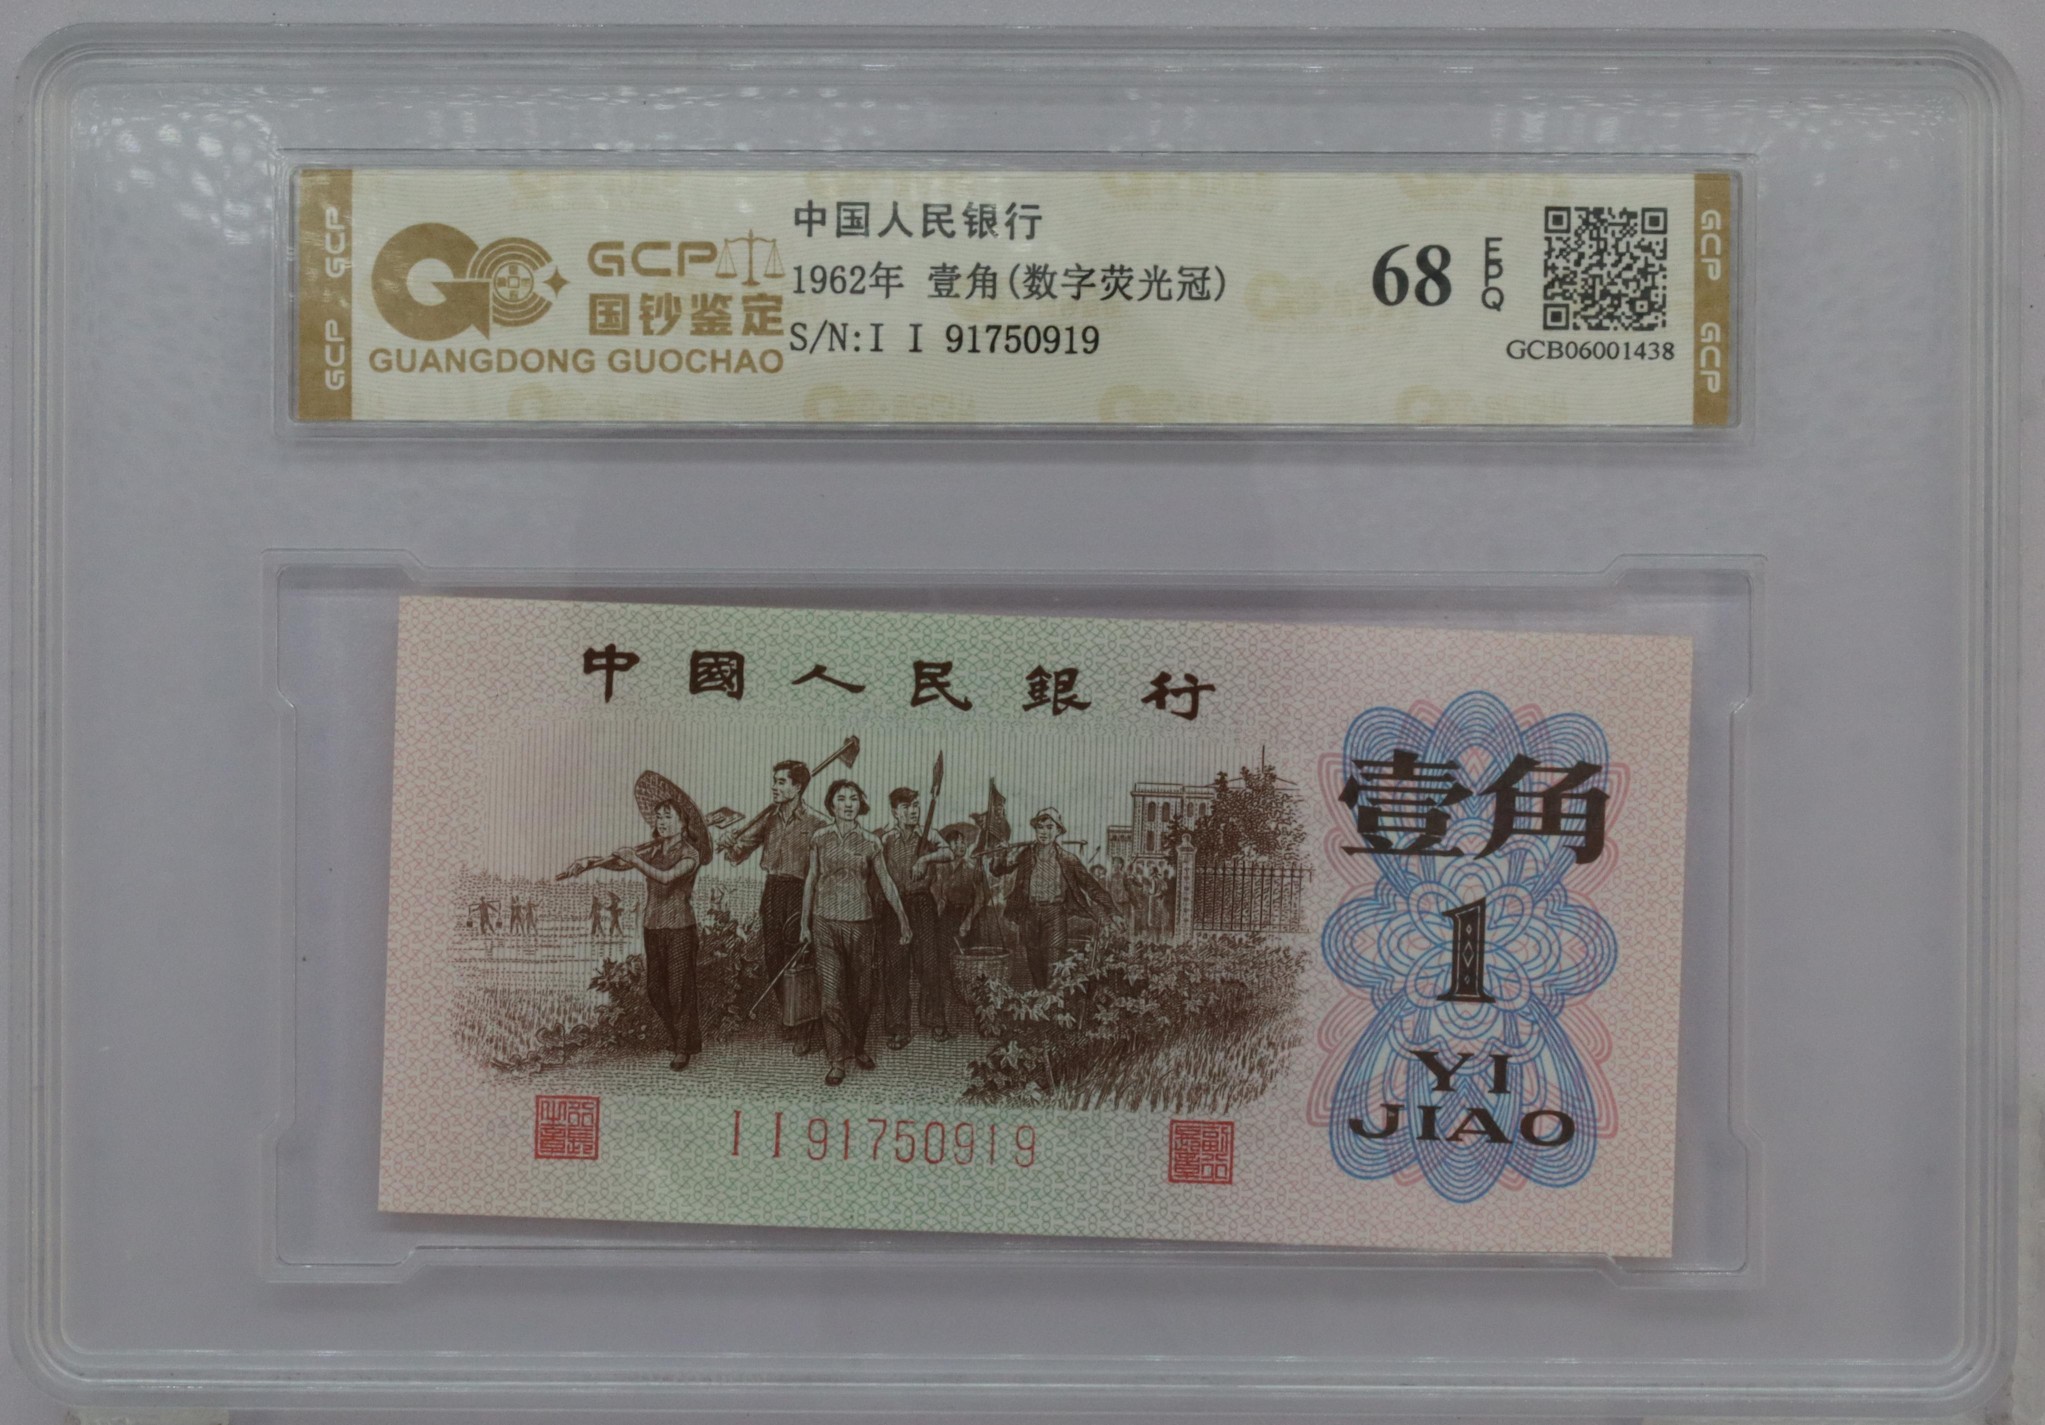 GCP GCP
GCP
国钞鉴定
GUANGDONG GUOCHAO
中国人民银行
1962年 壹角(数字荧光冠)
S/N:I I 91750919
68
EPQ
GCB06001438
GCP GCP
中國人民銀行
壹角
1
YI
JIAO
I I 91750919